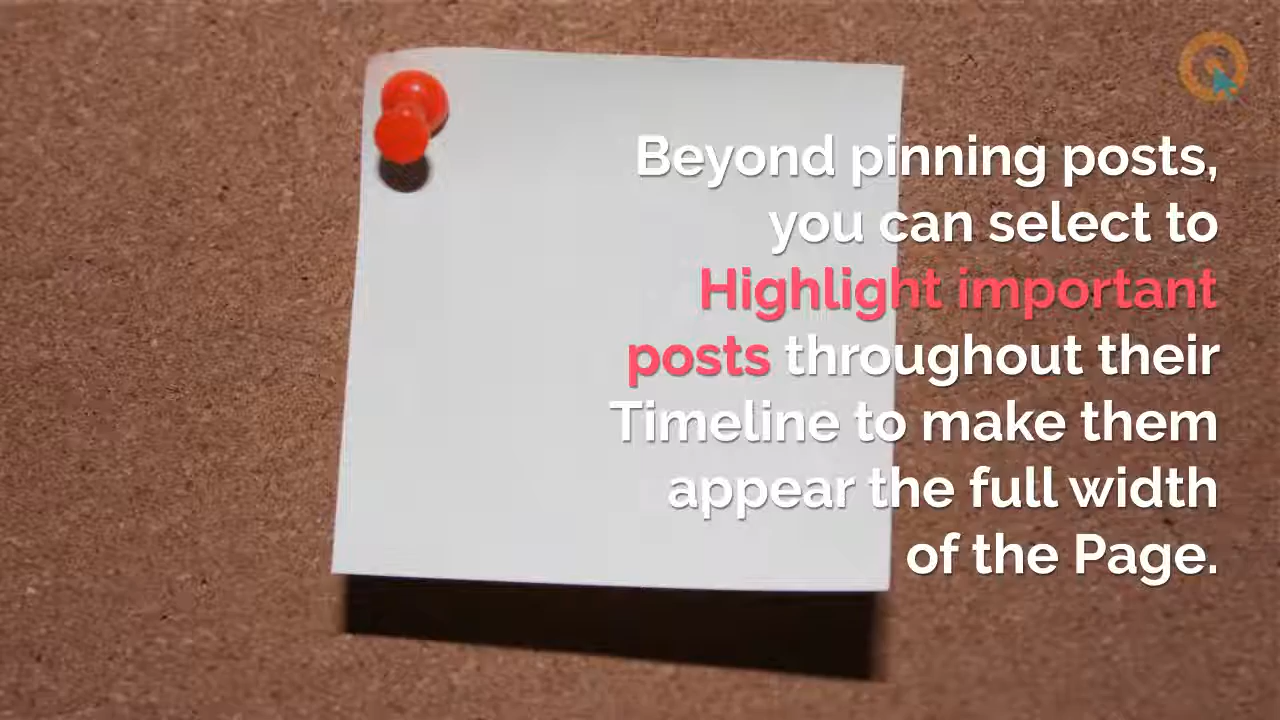 Beyond pinning posts,
you can select to
Highlight important
posts throughout their
Timeline to make them
appear the full width
of the Page.